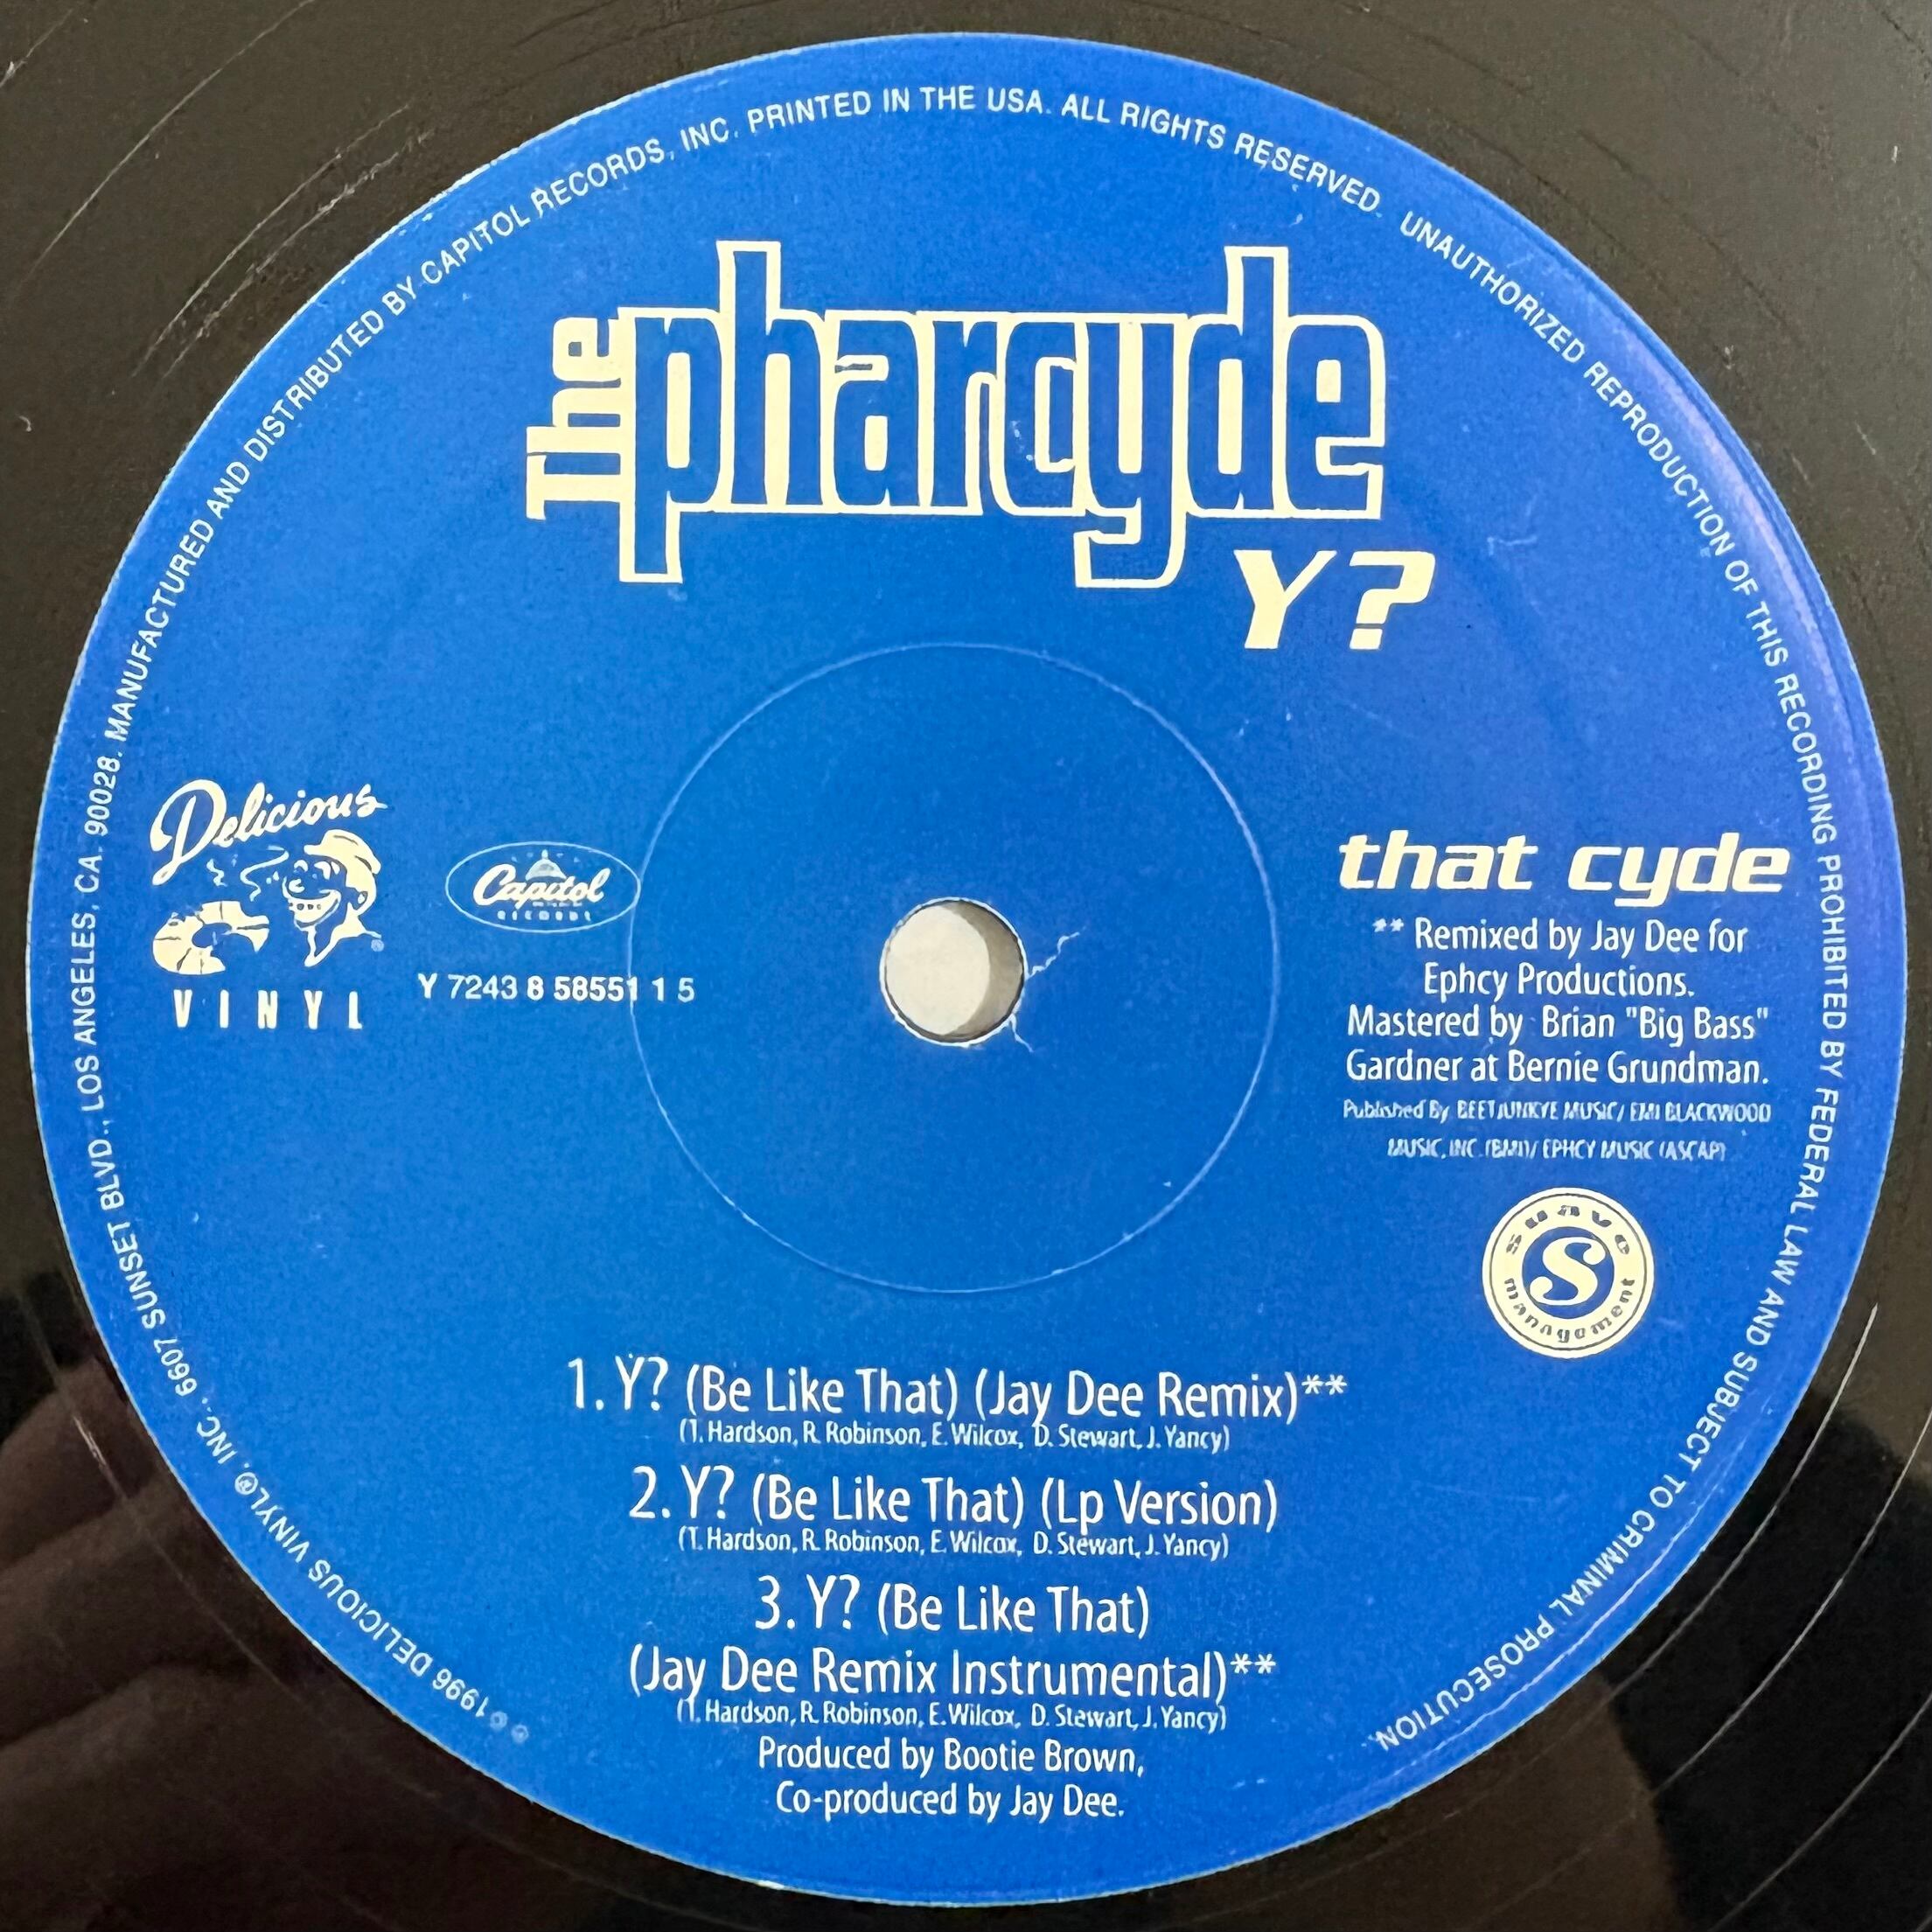 ℗ © 1996 DELICIOUS VINYL®, INC., 6607 SUNSET BLVD., LOS ANGELES, CA. 90028. MANUFACTURED AND DISTRIBUTED BY CAPITOL RECORDS, INC. PRINTED IN THE USA. ALL RIGHTS RESERVED. UNAUTHORIZED REPRODUCTION OF THIS RECORDING PROHIBITED BY FEDERAL LAW AND SUBJECT TO CRIMINAL PROSECUTION.
The pharcyde
Y?
Delicious
VINYL
Capitol
RECORDS
Y 7243 8 58551 1 5
that cyde
** Remixed by Jay Dee for
Ephcy Productions.
Mastered by Brian "Big Bass"
Gardner at Bernie Grundman.
Published By BEETJUNKYE MUSIC/ EMI BLACKWOOD
MUSIC, INC. (BMI)/ EPHCY MUSIC (ASCAP)
suave
S
management
1. Y? (Be Like That) (Jay Dee Remix)**
(T. Hardson, R. Robinson, E. Wilcox, D. Stewart, J. Yancy)
2. Y? (Be Like That) (Lp Version)
(T. Hardson, R. Robinson, E. Wilcox, D. Stewart, J. Yancy)
3. Y? (Be Like That)
(Jay Dee Remix Instrumental)**
(T. Hardson, R. Robinson, E. Wilcox, D. Stewart, J. Yancy)
Produced by Bootie Brown,
Co-produced by Jay Dee.